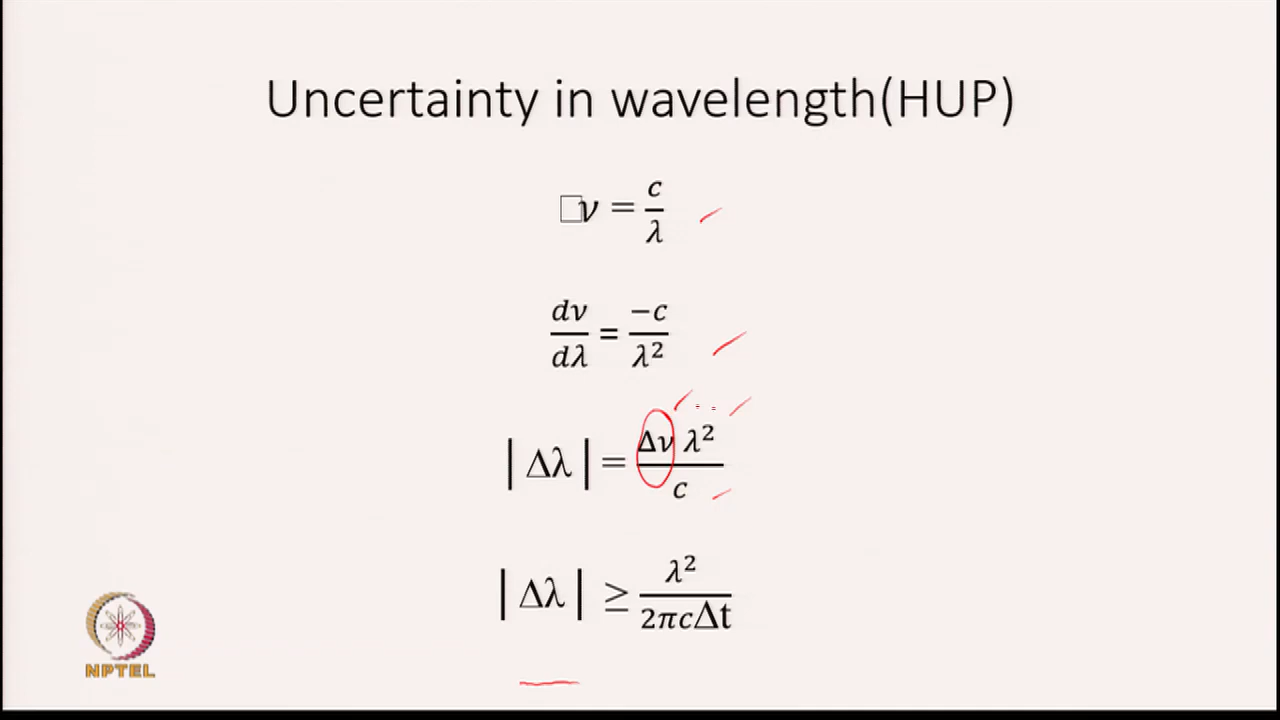 Uncertainty in wavelength(HUP)
□ν = c/λ
dν/dλ = −c/λ²
|Δλ| = Δν λ²/c
|Δλ| ≥ λ²/2πcΔt
NPTEL